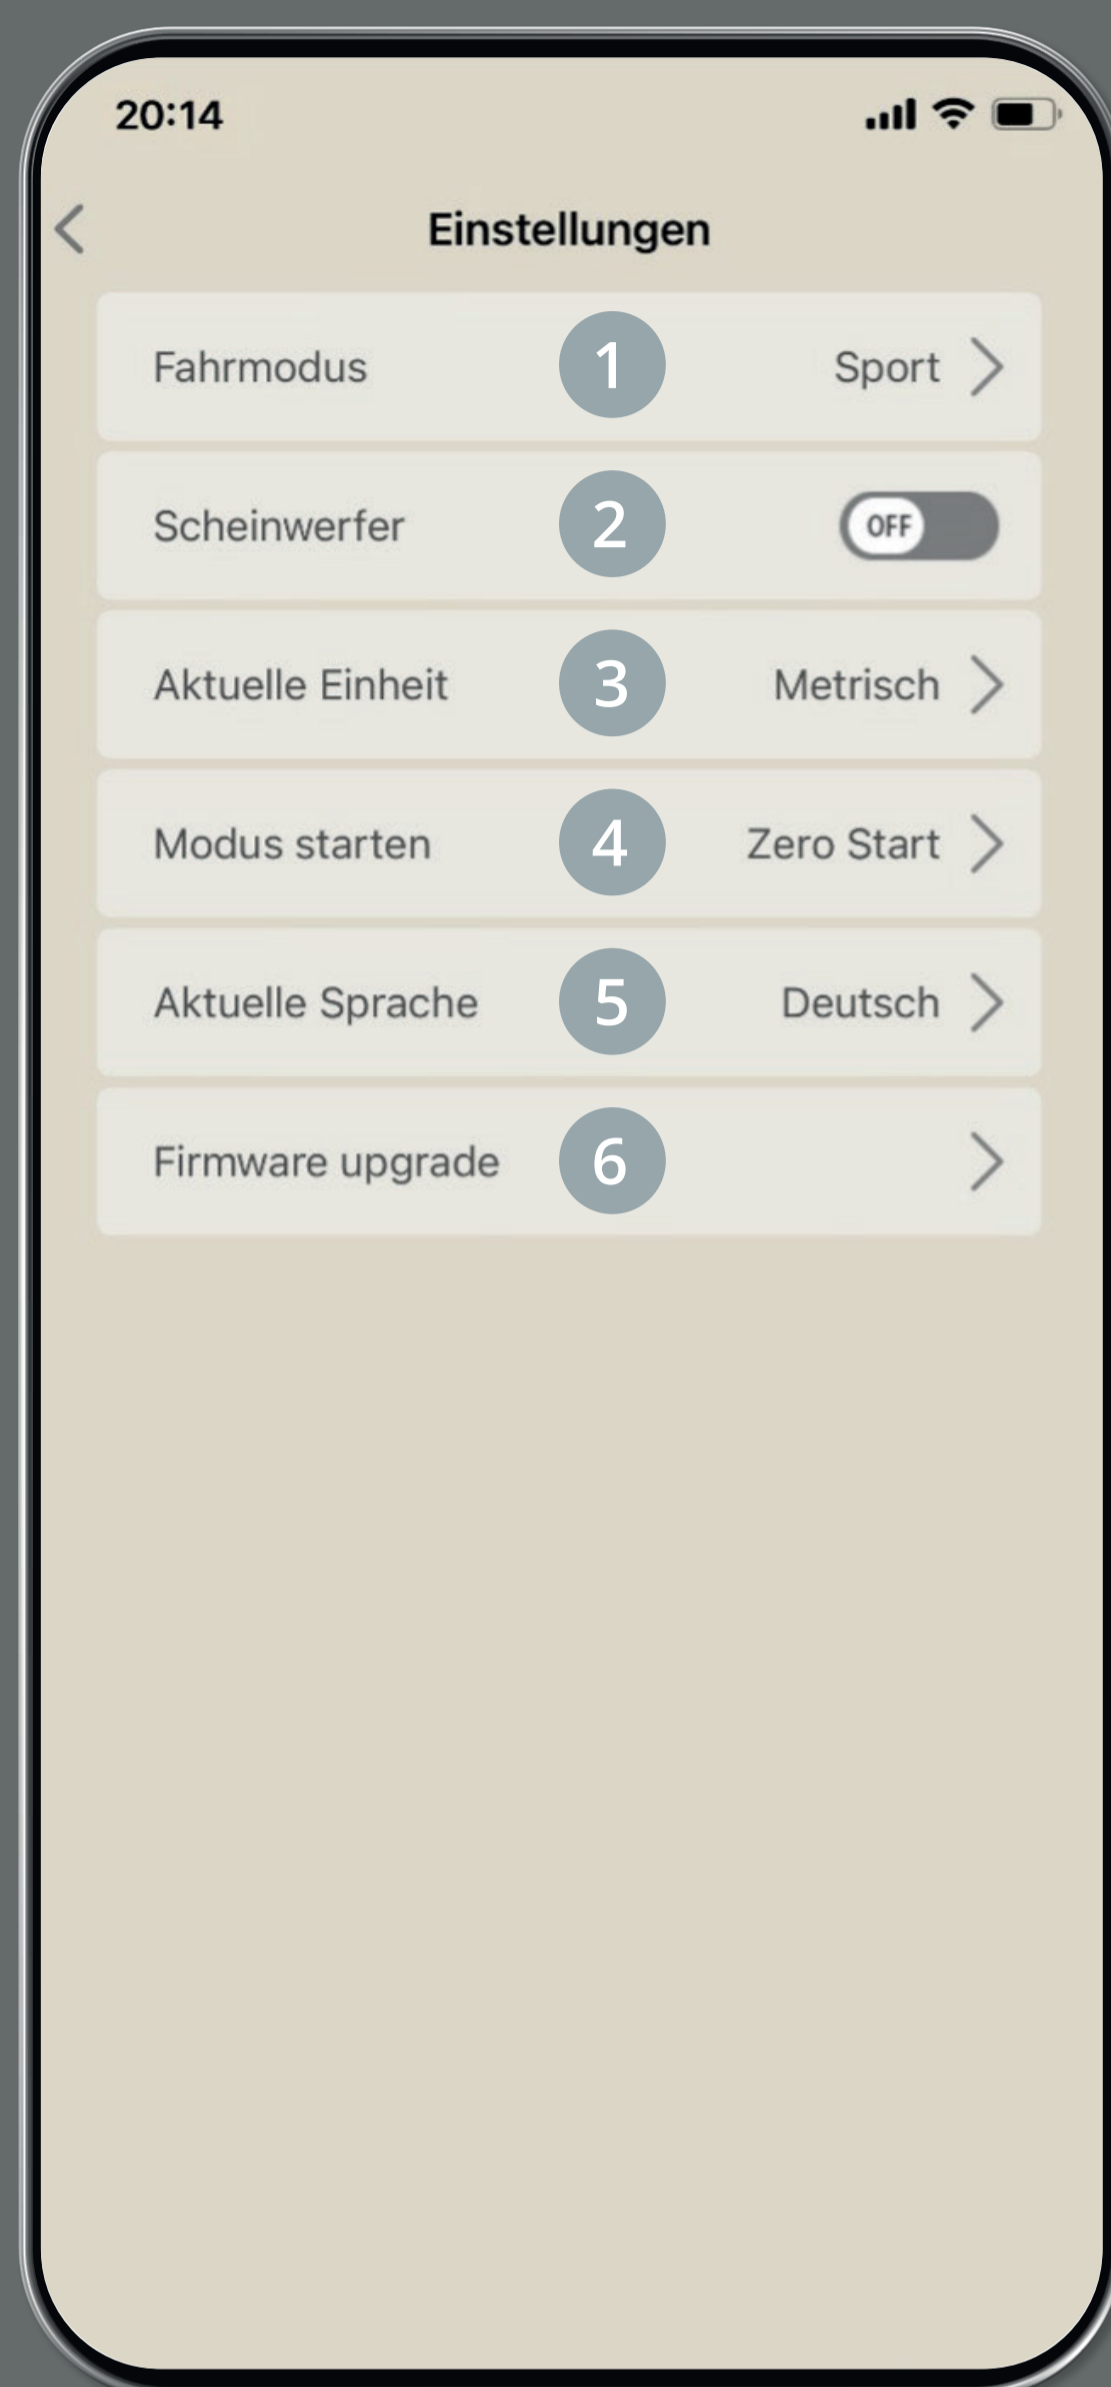 20:14
Einstellungen
Fahrmodus 1 Sport
Scheinwerfer 2 OFF
Aktuelle Einheit 3 Metrisch
Modus starten 4 Zero Start
Aktuelle Sprache 5 Deutsch
Firmware upgrade 6